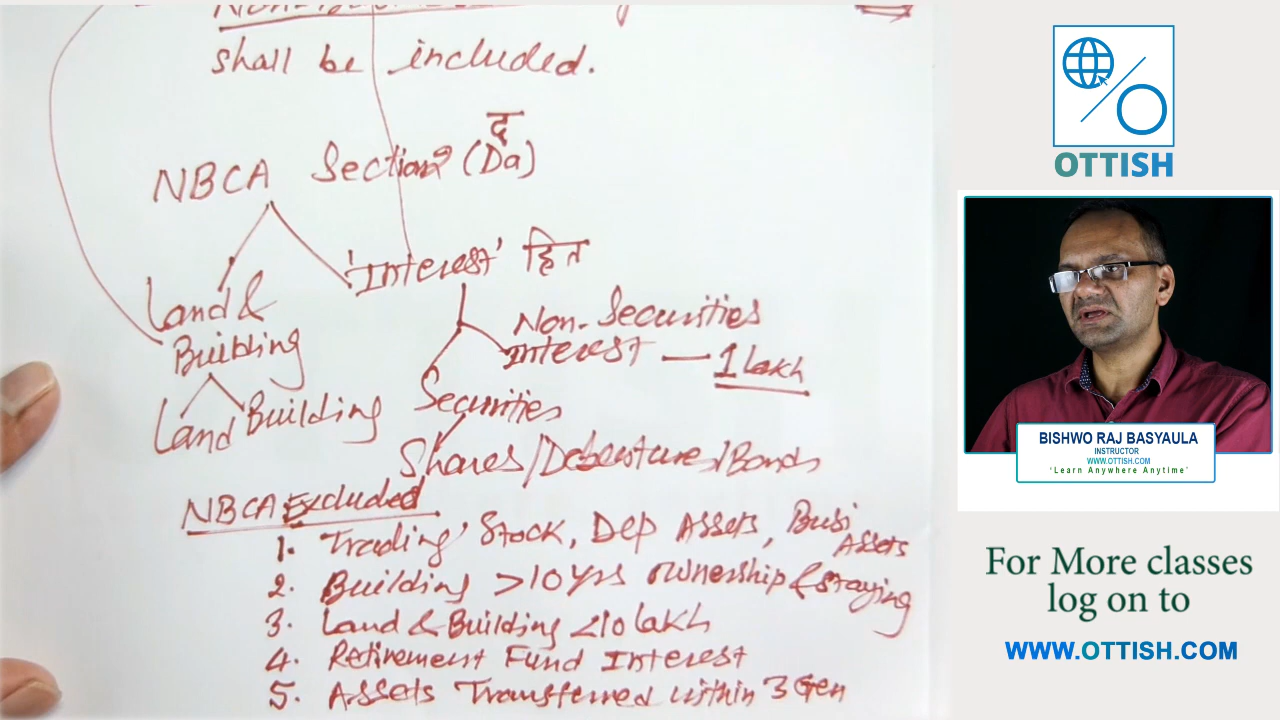 shall be included.
द
NBCA Section 2 (Da)
'Interest' हित
Land &
Building
Non-Securities
Interest — 1 lakh
Land Building
Securities
Shares/Debentures/Bonds
NBCA Excluded
1. Trading Stock, Dep Assets, Busi Assets
2. Building >10 yrs ownership & staying
3. Land & Building <10 lakh
4. Retirement Fund Interest
5. Assets Transferred within 3 Gen
OTTISH
BISHWO RAJ BASYAULA
INSTRUCTOR
WWW.OTTISH.COM
'Learn Anywhere Anytime'
For More classes
log on to
WWW.OTTISH.COM